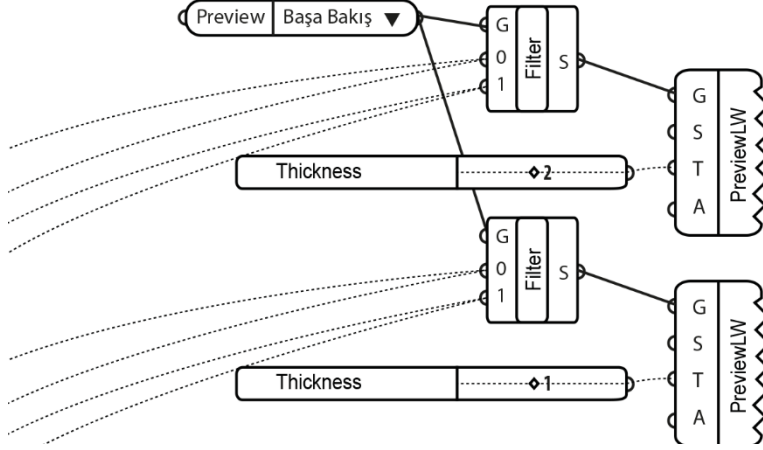 Preview Başa Bakış ▼
G
0
1
Filter
S
G
S
T
A
PreviewLW
Thickness 2
G
0
1
Filter
S
G
S
T
A
PreviewLW
Thickness 1